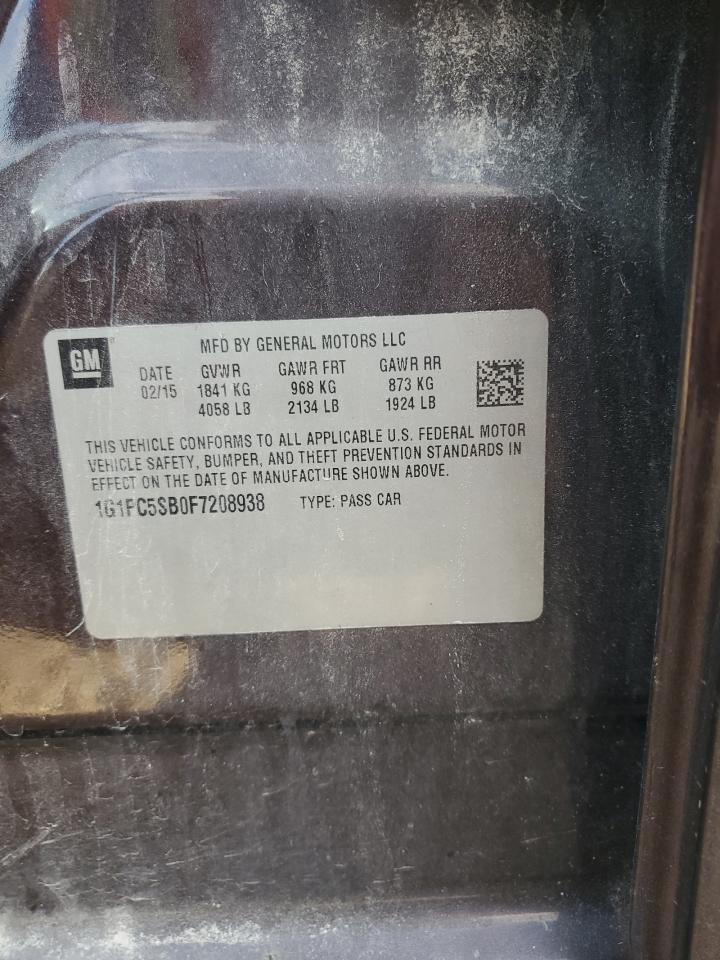 GM
MFD BY GENERAL MOTORS LLC
DATE GVWR GAWR FRT GAWR RR
02/15 1841 KG 968 KG 873 KG
4058 LB 2134 LB 1924 LB
THIS VEHICLE CONFORMS TO ALL APPLICABLE U.S. FEDERAL MOTOR
VEHICLE SAFETY, BUMPER, AND THEFT PREVENTION STANDARDS IN
EFFECT ON THE DATE OF MANUFACTURE SHOWN ABOVE.
1G1PC5SB0F7208938 TYPE: PASS CAR